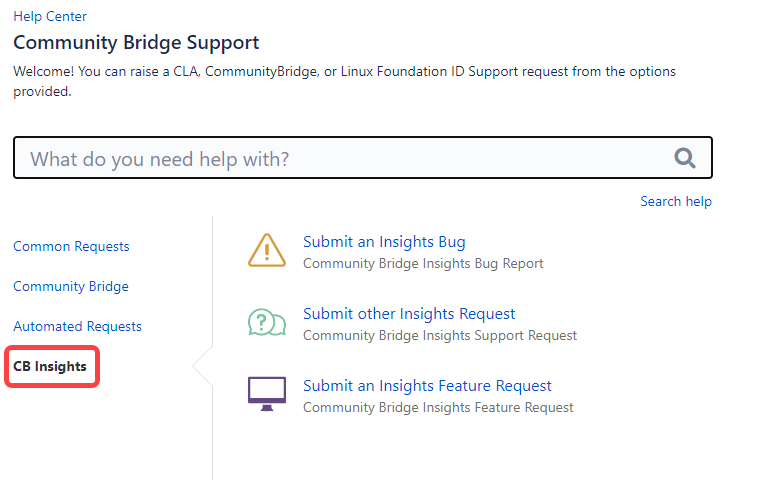 Help Center
Community Bridge Support
Welcome! You can raise a CLA, CommunityBridge, or Linux Foundation ID Support request from the options
provided.
What do you need help with?
Search help
Common Requests
Community Bridge
Automated Requests
CB Insights
Submit an Insights Bug
Community Bridge Insights Bug Report
Submit other Insights Request
Community Bridge Insights Support Request
Submit an Insights Feature Request
Community Bridge Insights Feature Request